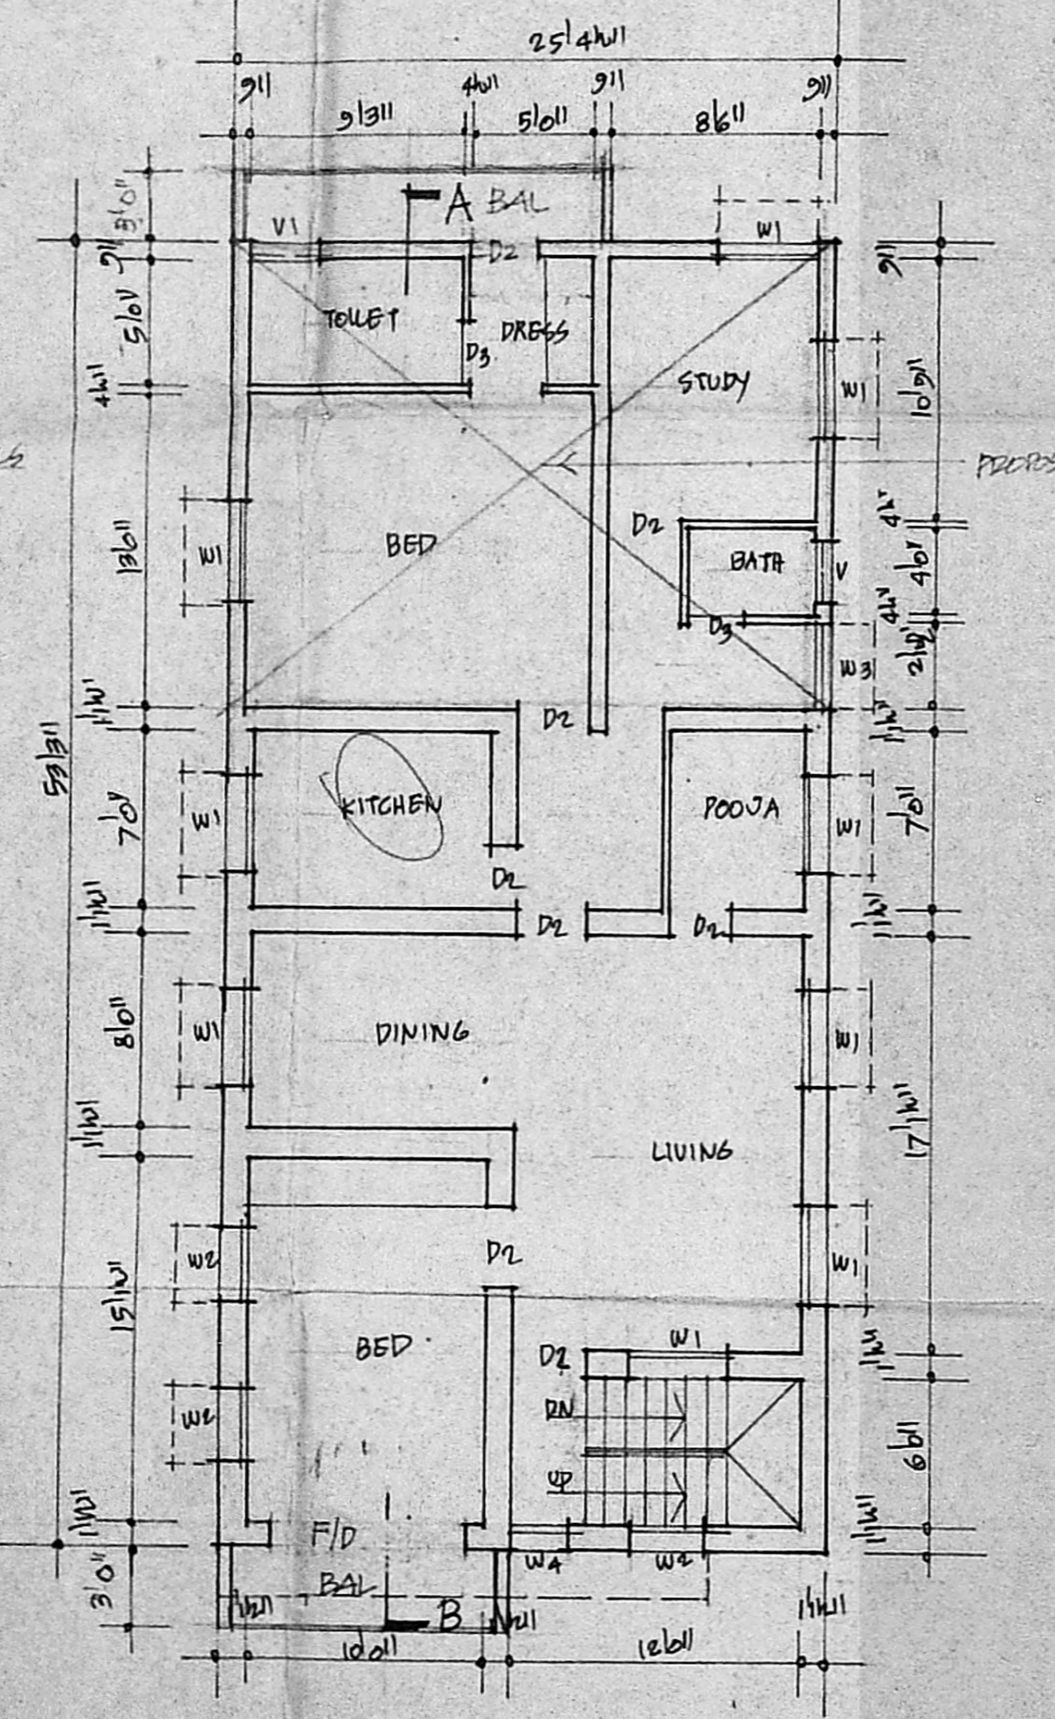 25'4½"
9" 9'3" 4½" 5'0" 9" 8'6" 9"
3'0"
A BAL
V1 D2 W1
9" 9"
5'0"
TOILET DRESS
D3
STUDY W1 10'6"
4½"
13'6" W1 BED
D2 4½"
BATH V 4'0"
4½"
D3 W3
1'1½" D2 1'1½"
53'3"
7'0" W1 KITCHEN POOJA W1 7'0"
D2
1'1½" D2 D2 1'1½"
8'0" W1 DINING W1
1'1½" 17'1½"
LIVING
W2 D2 W1
15'1½"
BED D2 W1 1'1½"
W2 DN
UP 6'9"
1'1½" F/D 1'1½"
W4 W2
3'0" BAL
B
1'1½" 1'1½" 1'1½"
10'0" 12'0"